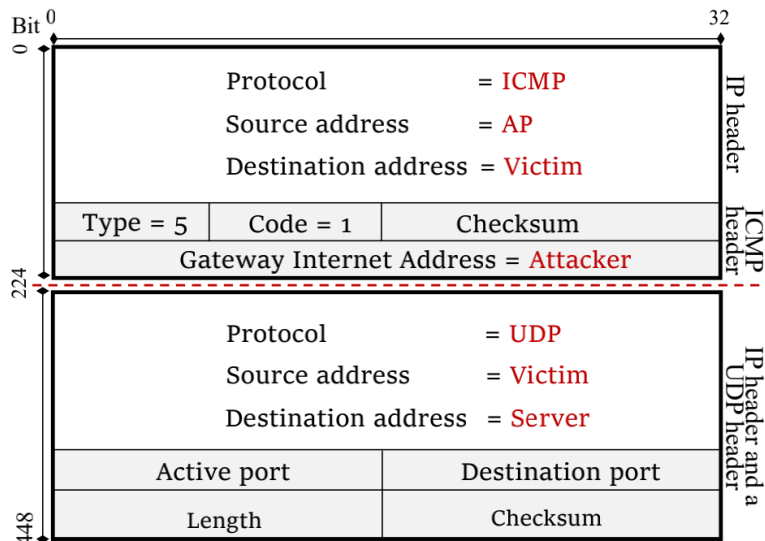 Bit 0 32
0
Protocol = ICMP
Source address = AP
Destination address = Victim
IP header
Type = 5 Code = 1 Checksum
Gateway Internet Address = Attacker
ICMP
header
224
Protocol = UDP
Source address = Victim
Destination address = Server
IP header and a
UDP header
Active port Destination port
Length Checksum
448